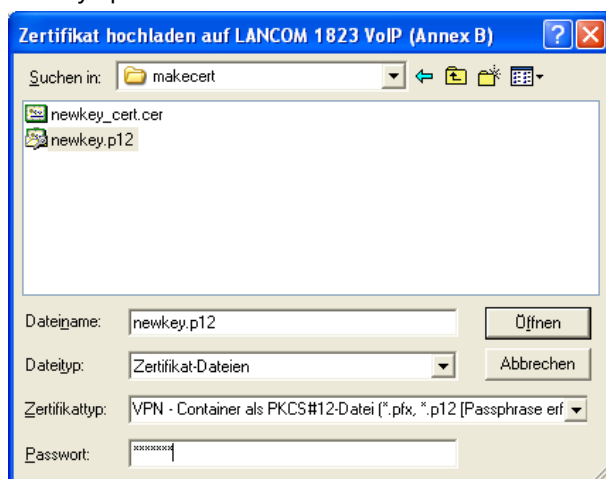 Zertifikat hochladen auf LANCOM 1823 VoIP (Annex B)
Suchen in: makecert
newkey_cert.cer
newkey.p12
Dateiname: newkey.p12 Öffnen
Dateityp: Zertifikat-Dateien Abbrechen
Zertifikattyp: VPN - Container als PKCS#12-Datei (*.pfx, *.p12 [Passphrase erf
Passwort: xxxxxxx